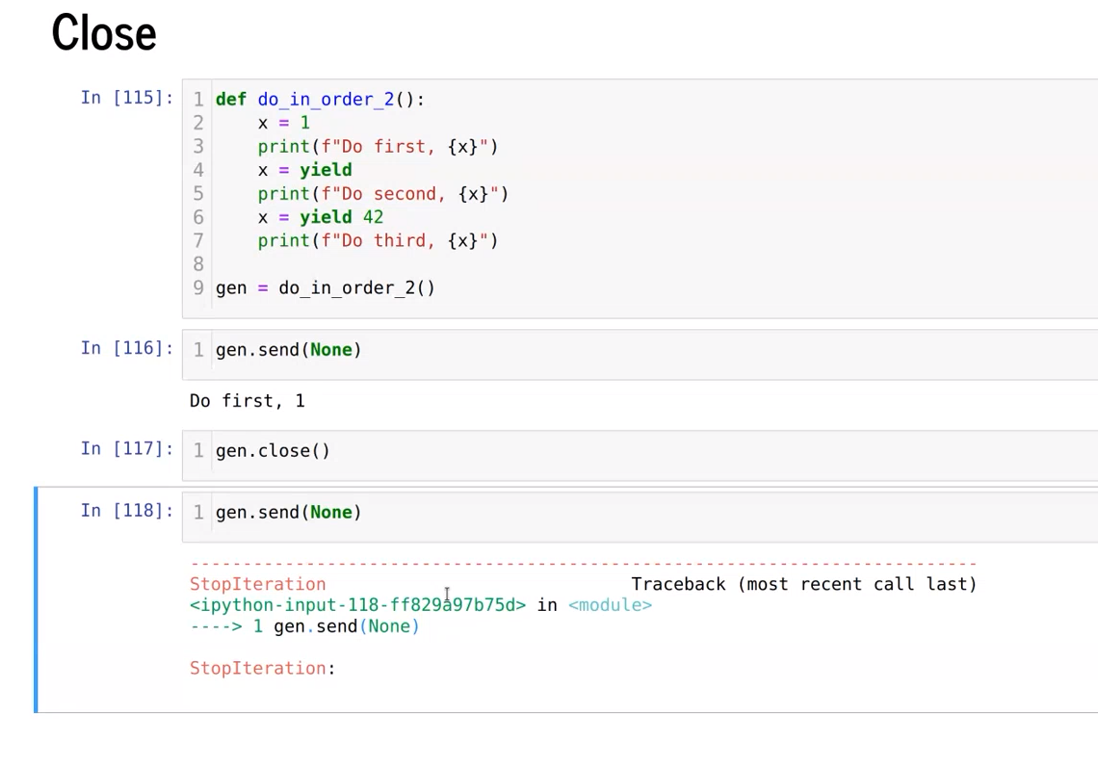 Close
In [115]:
1 def do_in_order_2():
2     x = 1
3     print(f"Do first, {x}")
4     x = yield
5     print(f"Do second, {x}")
6     x = yield 42
7     print(f"Do third, {x}")
8
9 gen = do_in_order_2()
In [116]: 1 gen.send(None)
Do first, 1
In [117]: 1 gen.close()
In [118]: 1 gen.send(None)
---------------------------------------------------------------------------
StopIteration                             Traceback (most recent call last)
<ipython-input-118-ff829a97b75d> in <module>
----> 1 gen.send(None)

StopIteration: